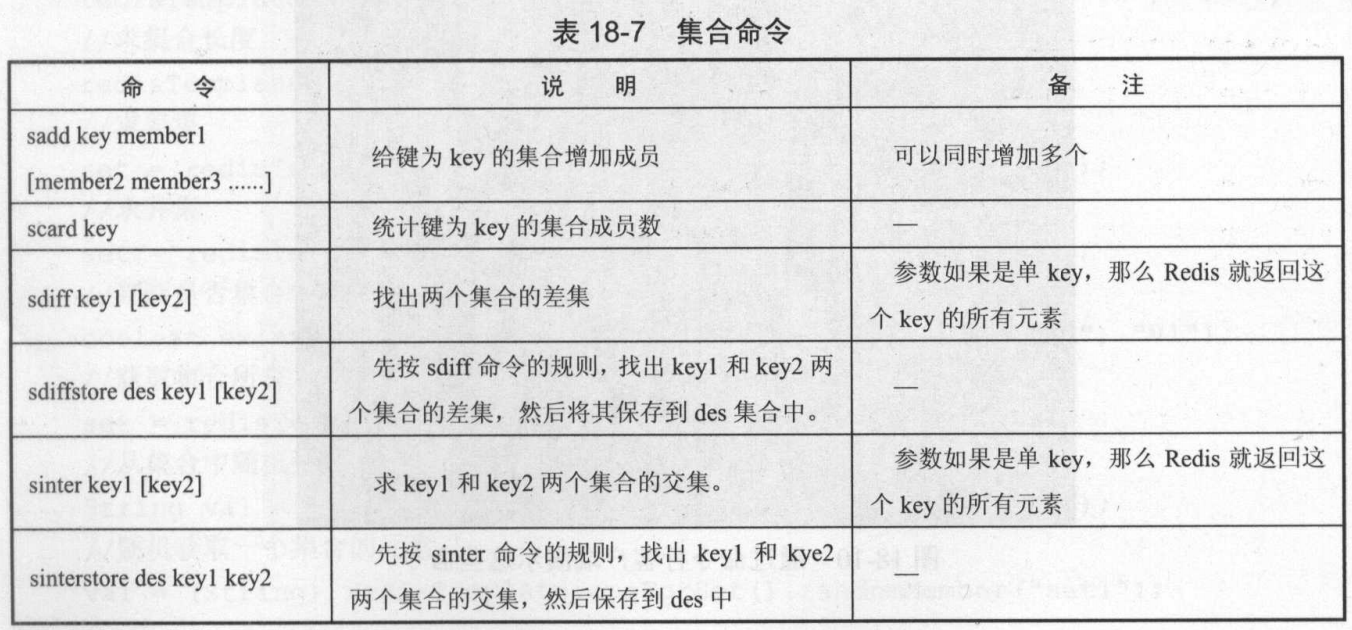 表 18-7 集合命令
命 令 说 明 备 注
sadd key member1
[member2 member3 ......]
给键为 key 的集合增加成员
可以同时增加多个
scard key
统计键为 key 的集合成员数
—
sdiff key1 [key2]
找出两个集合的差集
参数如果是单 key，那么 Redis 就返回这
个 key 的所有元素
sdiffstore des key1 [key2]
先按 sdiff 命令的规则，找出 key1 和 key2 两
个集合的差集，然后将其保存到 des 集合中。
—
sinter key1 [key2]
求 key1 和 key2 两个集合的交集。
参数如果是单 key，那么 Redis 就返回这
个 key 的所有元素
sinterstore des key1 key2
先按 sinter 命令的规则，找出 key1 和 kye2
两个集合的交集，然后保存到 des 中
—